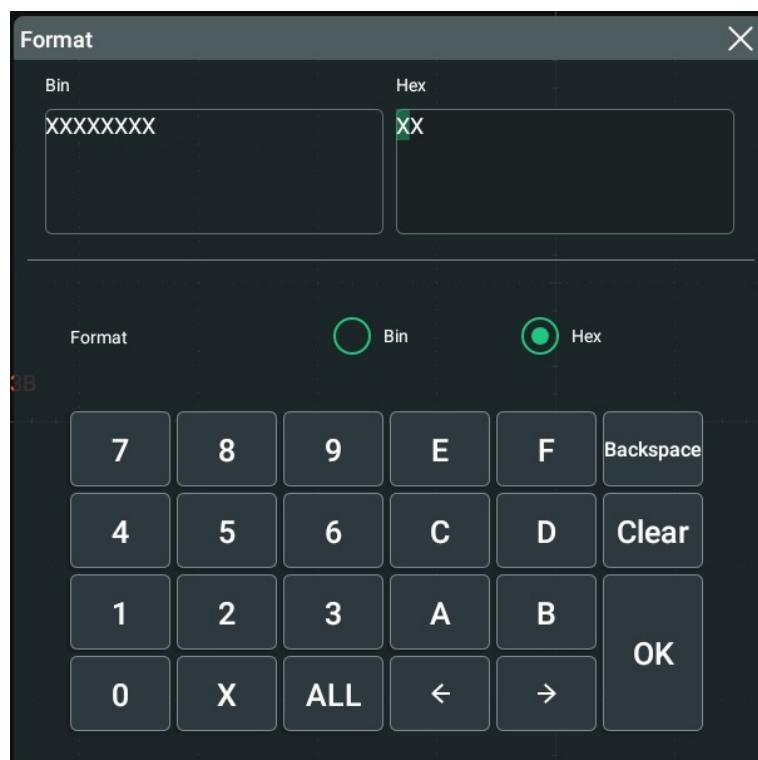 Format
Bin Hex
XXXXXXXX XX
Format Bin Hex
3B
7 8 9 E F Backspace
4 5 6 C D Clear
1 2 3 A B
OK
0 X ALL ← →